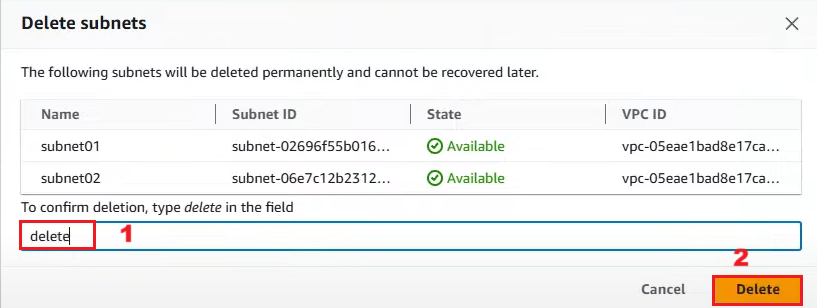 Delete subnets
The following subnets will be deleted permanently and cannot be recovered later.
Name Subnet ID State VPC ID
subnet01 subnet-02696f55b016... Available vpc-05eae1bad8e17ca...
subnet02 subnet-06e7c12b2312... Available vpc-05eae1bad8e17ca...
To confirm deletion, type delete in the field
delete 1
2
Cancel Delete